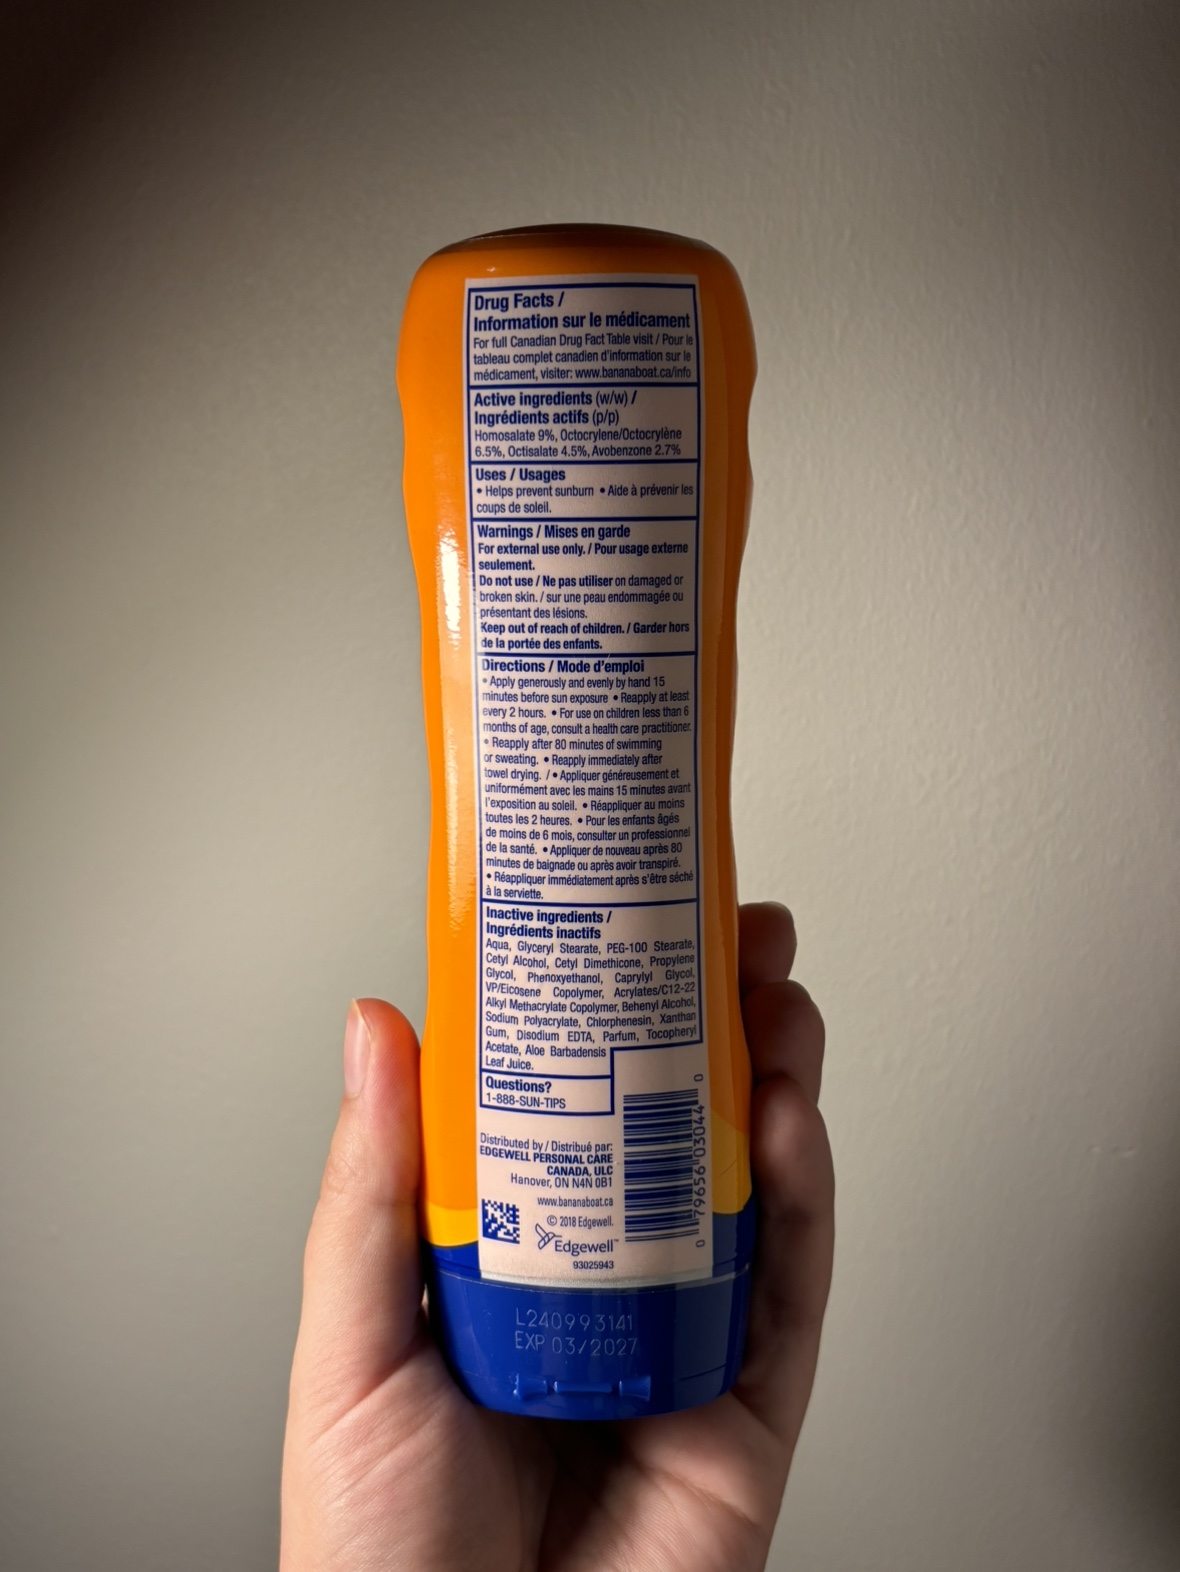 Drug Facts /
Information sur le médicament
For full Canadian Drug Fact Table visit / Pour le
tableau complet canadien d'information sur le
médicament, visiter: www.bananaboat.ca/info
Active ingredients (w/w) /
Ingrédients actifs (p/p)
Homosalate 9%, Octocrylene/Octocrylène
6.5%, Octisalate 4.5%, Avobenzone 2.7%
Uses / Usages
• Helps prevent sunburn • Aide à prévenir les
coups de soleil.
Warnings / Mises en garde
For external use only. / Pour usage externe
seulement.
Do not use / Ne pas utiliser on damaged or
broken skin. / sur une peau endommagée ou
présentant des lésions.
Keep out of reach of children. / Garder hors
de la portée des enfants.
Directions / Mode d'emploi
• Apply generously and evenly by hand 15
minutes before sun exposure • Reapply at least
every 2 hours. • For use on children less than 6
months of age, consult a health care practitioner.
• Reapply after 80 minutes of swimming
or sweating. • Reapply immediately after
towel drying. / • Appliquer généreusement et
uniformément avec les mains 15 minutes avant
l'exposition au soleil. • Réappliquer au moins
toutes les 2 heures. • Pour les enfants âgés
de moins de 6 mois, consulter un professionnel
de la santé. • Appliquer de nouveau après 80
minutes de baignade ou après avoir transpiré.
• Réappliquer immédiatement après s'être séché
à la serviette.
Inactive ingredients /
Ingrédients inactifs
Aqua, Glyceryl Stearate, PEG-100 Stearate,
Cetyl Alcohol, Cetyl Dimethicone, Propylene
Glycol, Phenoxyethanol, Caprylyl Glycol,
VP/Eicosene Copolymer, Acrylates/C12-22
Alkyl Methacrylate Copolymer, Behenyl Alcohol,
Sodium Polyacrylate, Chlorphenesin, Xanthan
Gum, Disodium EDTA, Parfum, Tocopheryl
Acetate, Aloe Barbadensis
Leaf Juice.
Questions?
1-888-SUN-TIPS
Distributed by / Distribué par:
EDGEWELL PERSONAL CARE
CANADA, ULC
Hanover, ON N4N 0B1
www.bananaboat.ca
© 2018 Edgewell.
Edgewell™
93025943
0 79656 03044 0
L240993141
EXP 03/2027